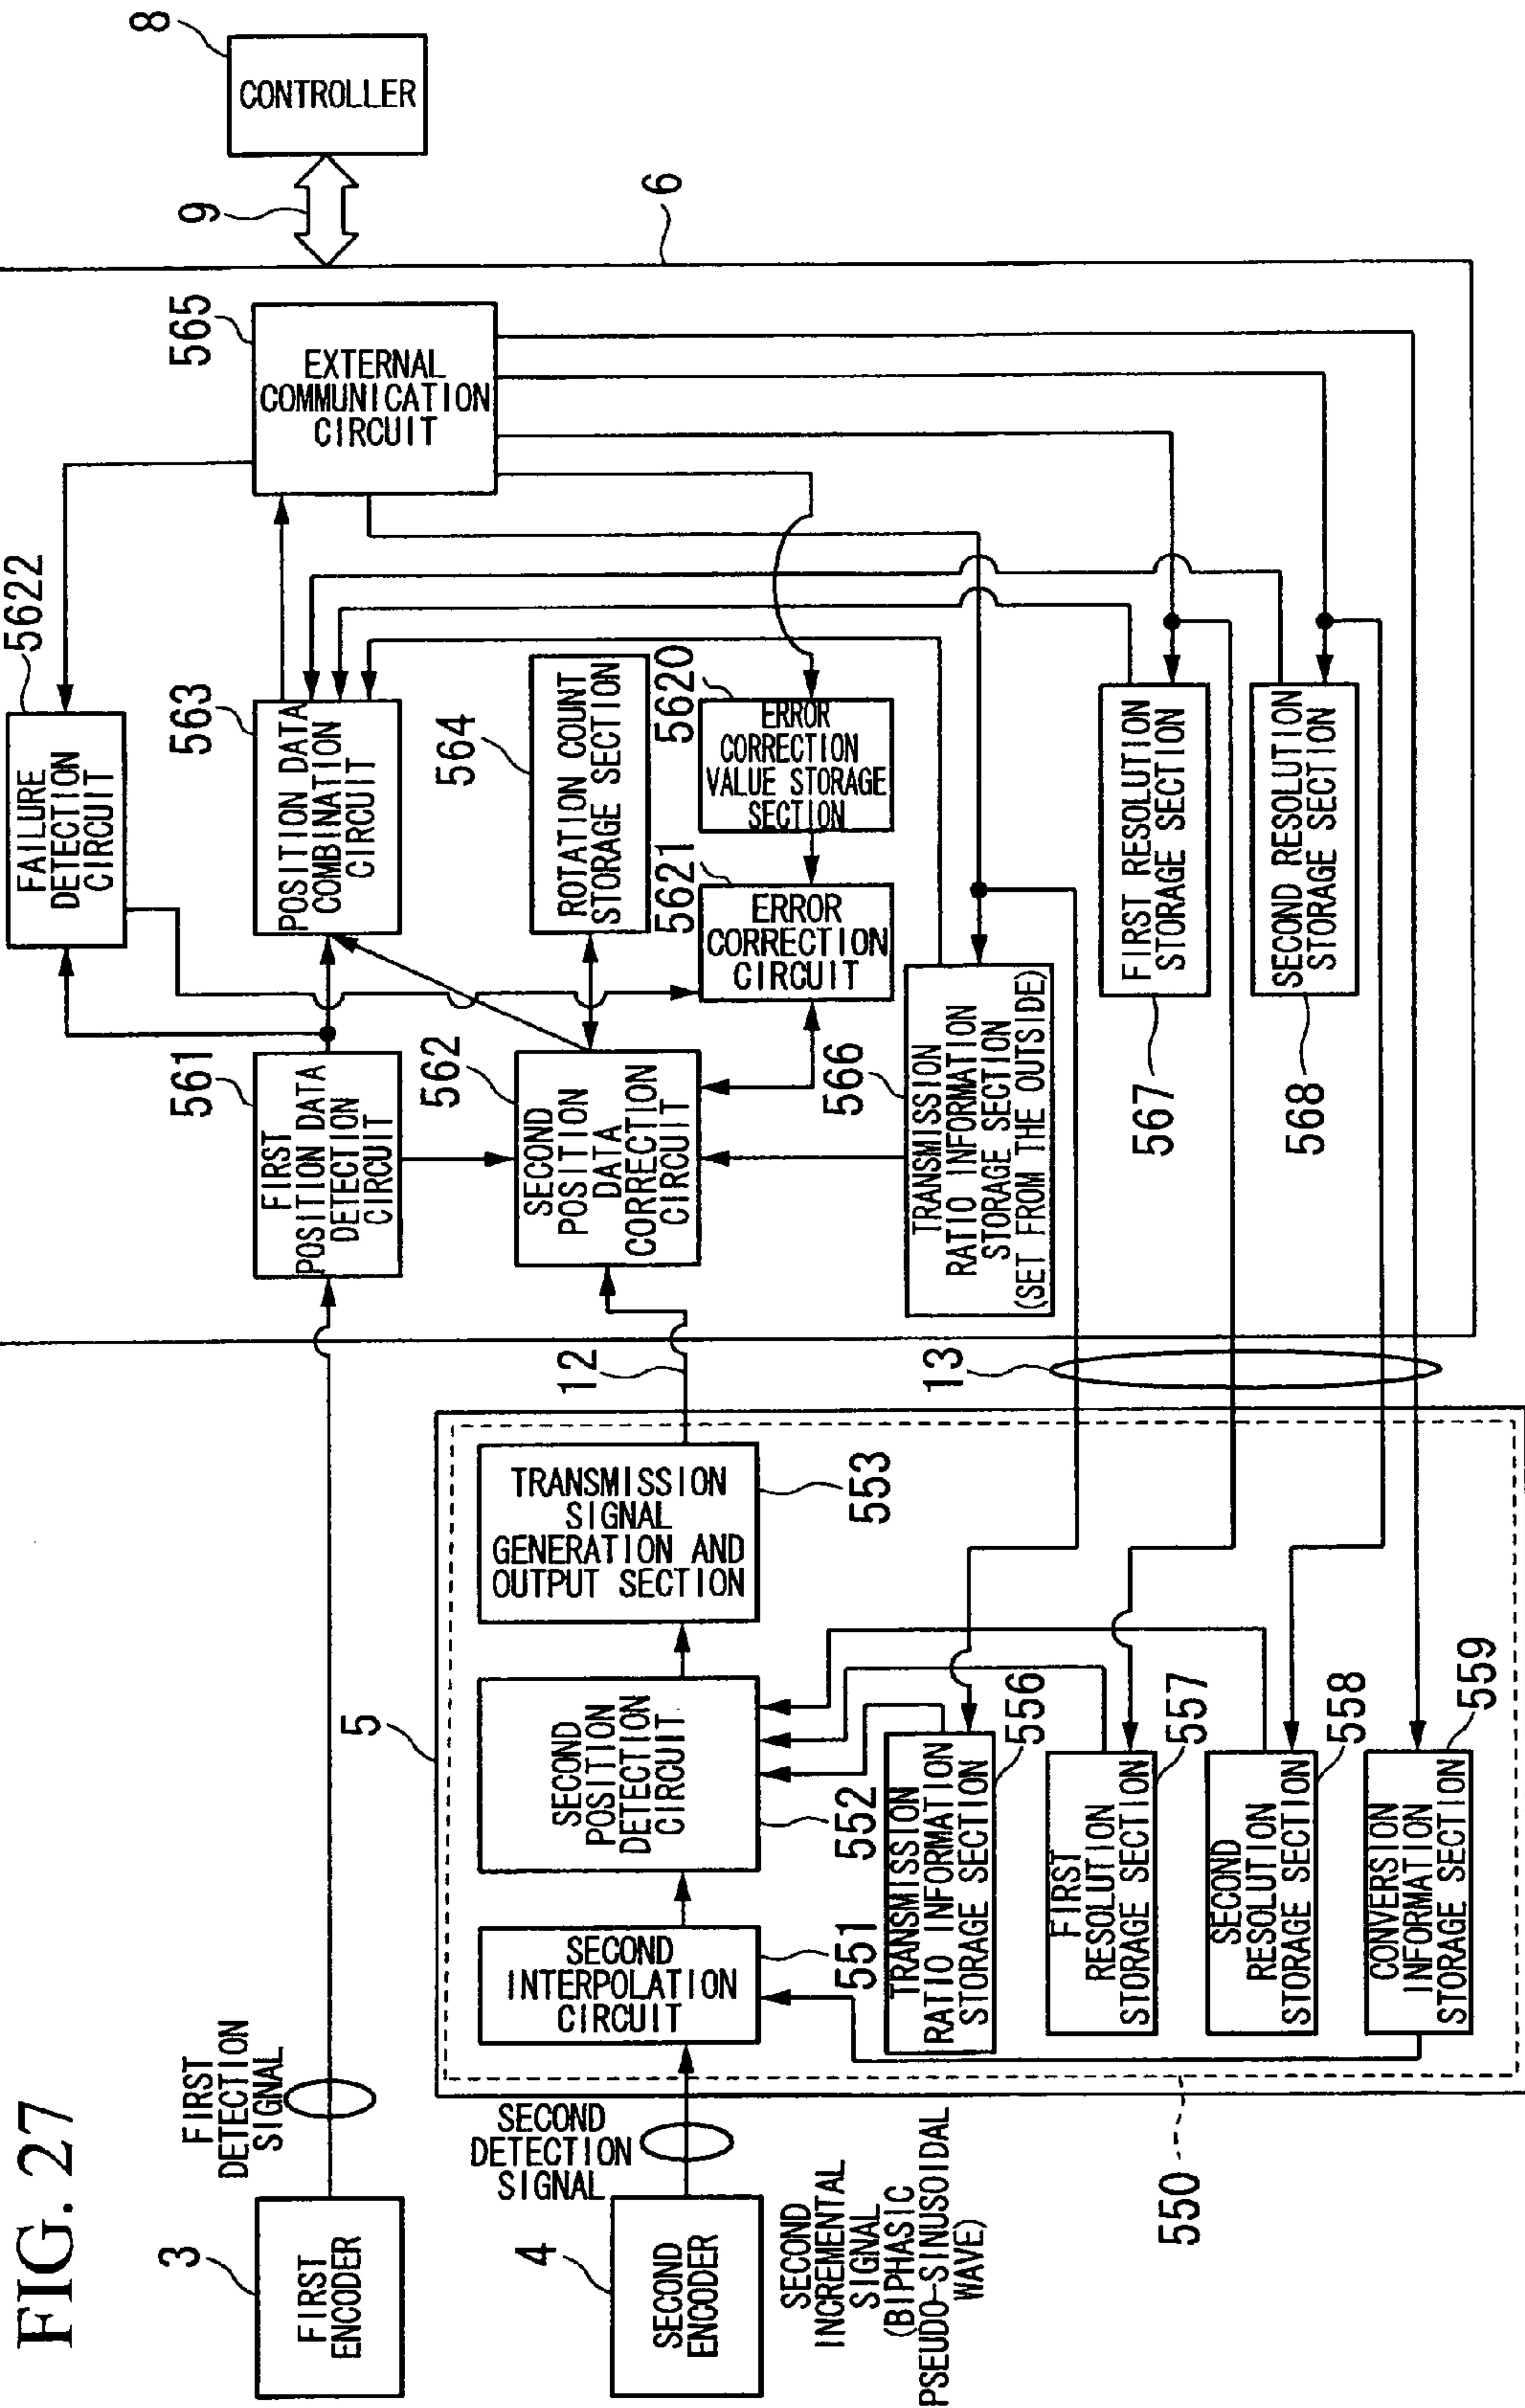 FIG. 27
3
FIRST
ENCODER
FIRST
DETECTION
SIGNAL
4
SECOND
ENCODER
SECOND
DETECTION
SIGNAL
SECOND
INCREMENTAL
SIGNAL
(BIPHASIC
PSEUDO-SINUSOIDAL
WAVE)
5
550
SECOND
INTERPOLATION
CIRCUIT
551
SECOND
POSITION
DETECTION
CIRCUIT
552
TRANSMISSION
SIGNAL
GENERATION AND
OUTPUT SECTION
553
TRANSMISSION
RATIO INFORMATION
STORAGE SECTION
556
FIRST
RESOLUTION
STORAGE SECTION
557
SECOND
RESOLUTION
STORAGE SECTION
558
CONVERSION
INFORMATION
STORAGE SECTION
559
12
13
561
FIRST
POSITION DATA
DETECTION
CIRCUIT
562
SECOND
POSITION
DATA
CORRECTION
CIRCUIT
566
TRANSMISSION
RATIO INFORMATION
STORAGE SECTION
(SET FROM THE OUTSIDE)
5622
FAILURE
DETECTION
CIRCUIT
563
POSITION DATA
COMBINATION
CIRCUIT
564
ROTATION COUNT
STORAGE SECTION
5621
ERROR
CORRECTION
CIRCUIT
5620
ERROR
CORRECTION
VALUE STORAGE
SECTION
FIRST RESOLUTION
STORAGE SECTION
567
SECOND RESOLUTION
STORAGE SECTION
568
565
EXTERNAL
COMMUNICATION
CIRCUIT
6
9
8
CONTROLLER